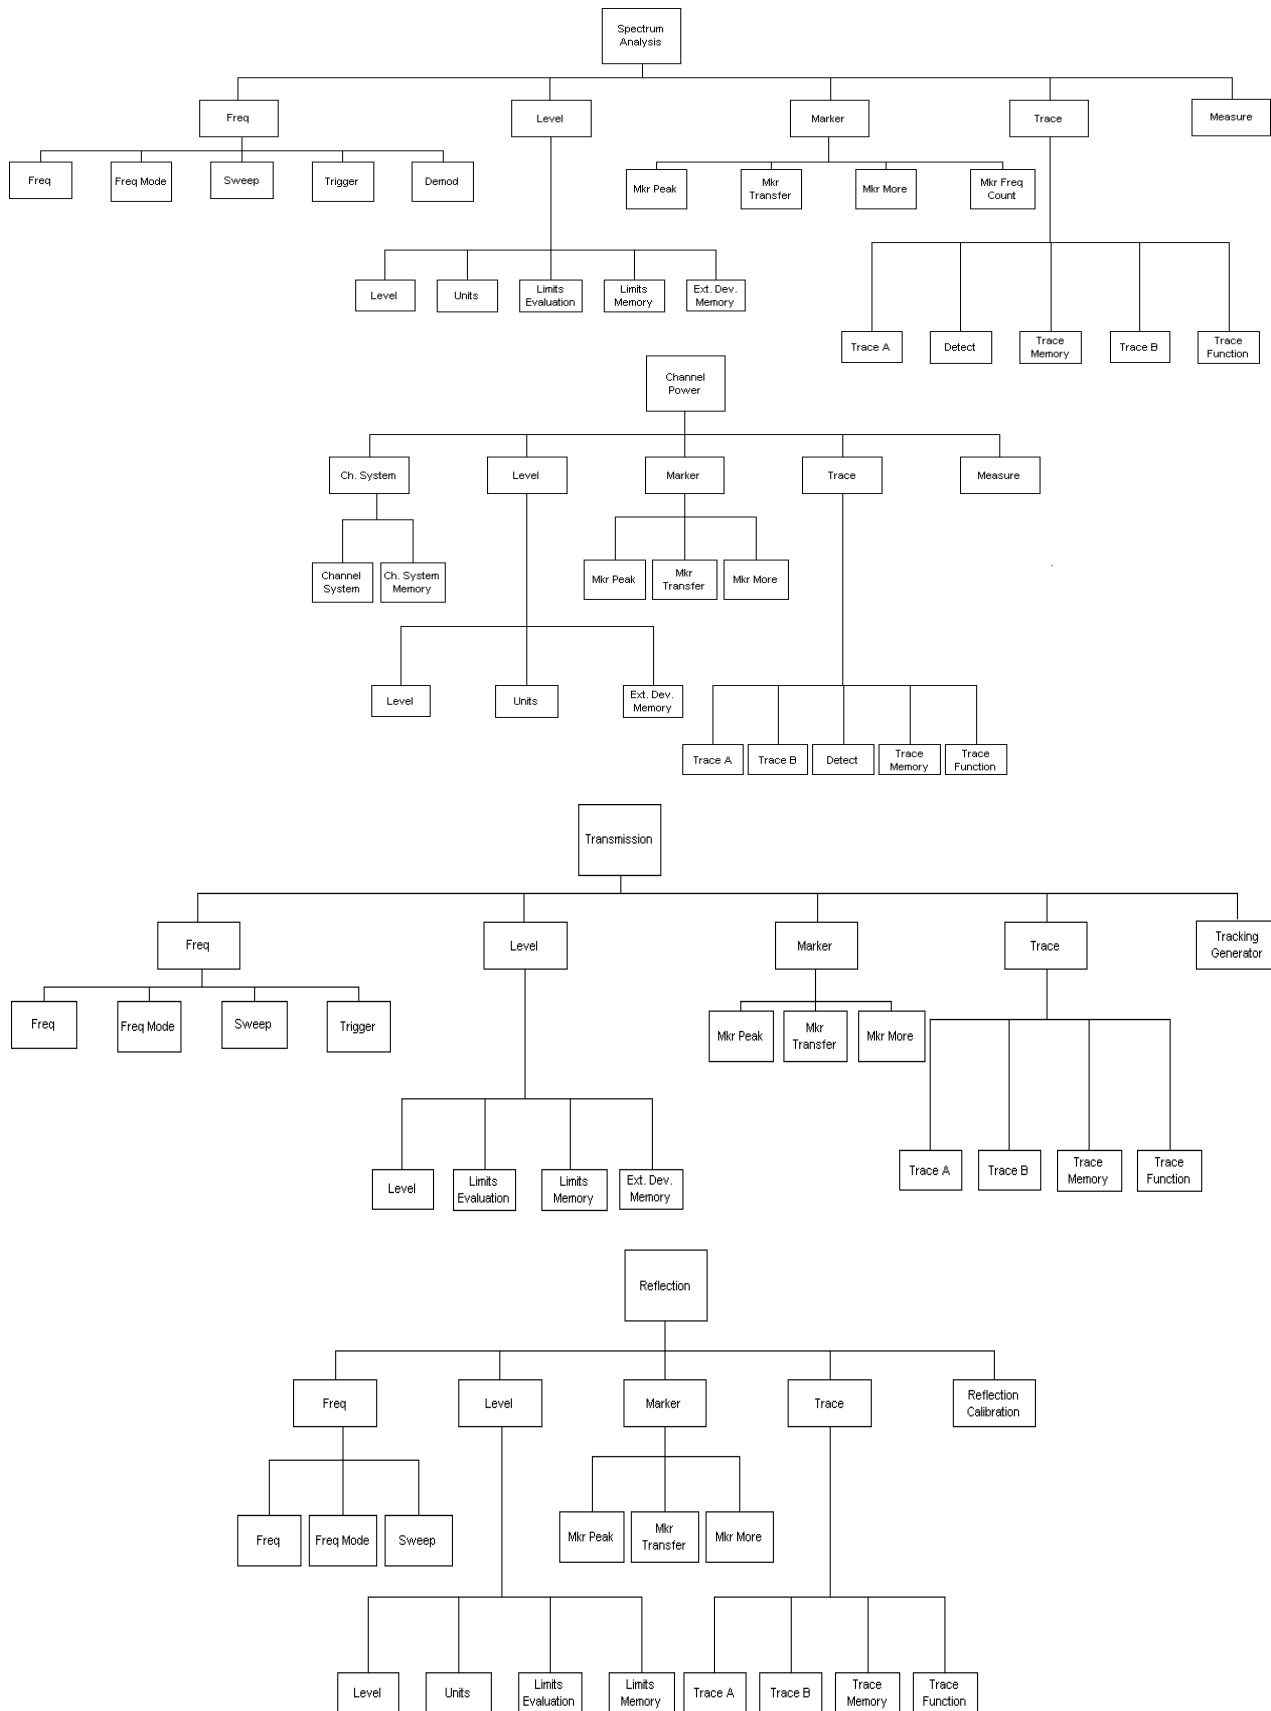 Spectrum
Analysis
Freq
Level
Marker
Trace
Measure
Freq
Freq Mode
Sweep
Trigger
Demod
Mkr Peak
Mkr
Transfer
Mkr More
Mkr Freq
Count
Level
Units
Limits
Evaluation
Limits
Memory
Ext. Dev.
Memory
Trace A
Detect
Trace
Memory
Trace B
Trace
Function
Channel
Power
Ch. System
Level
Marker
Trace
Measure
Channel
System
Ch. System
Memory
Mkr Peak
Mkr
Transfer
Mkr More
Level
Units
Ext. Dev.
Memory
Trace A
Trace B
Detect
Trace
Memory
Trace
Function
Transmission
Freq
Level
Marker
Trace
Tracking
Generator
Freq
Freq Mode
Sweep
Trigger
Mkr Peak
Mkr
Transfer
Mkr More
Level
Limits
Evaluation
Limits
Memory
Ext. Dev.
Memory
Trace A
Trace B
Trace
Memory
Trace
Function
Reflection
Freq
Level
Marker
Trace
Reflection
Calibration
Freq
Freq Mode
Sweep
Mkr Peak
Mkr
Transfer
Mkr More
Level
Units
Limits
Evaluation
Limits
Memory
Trace A
Trace B
Trace
Memory
Trace
Function